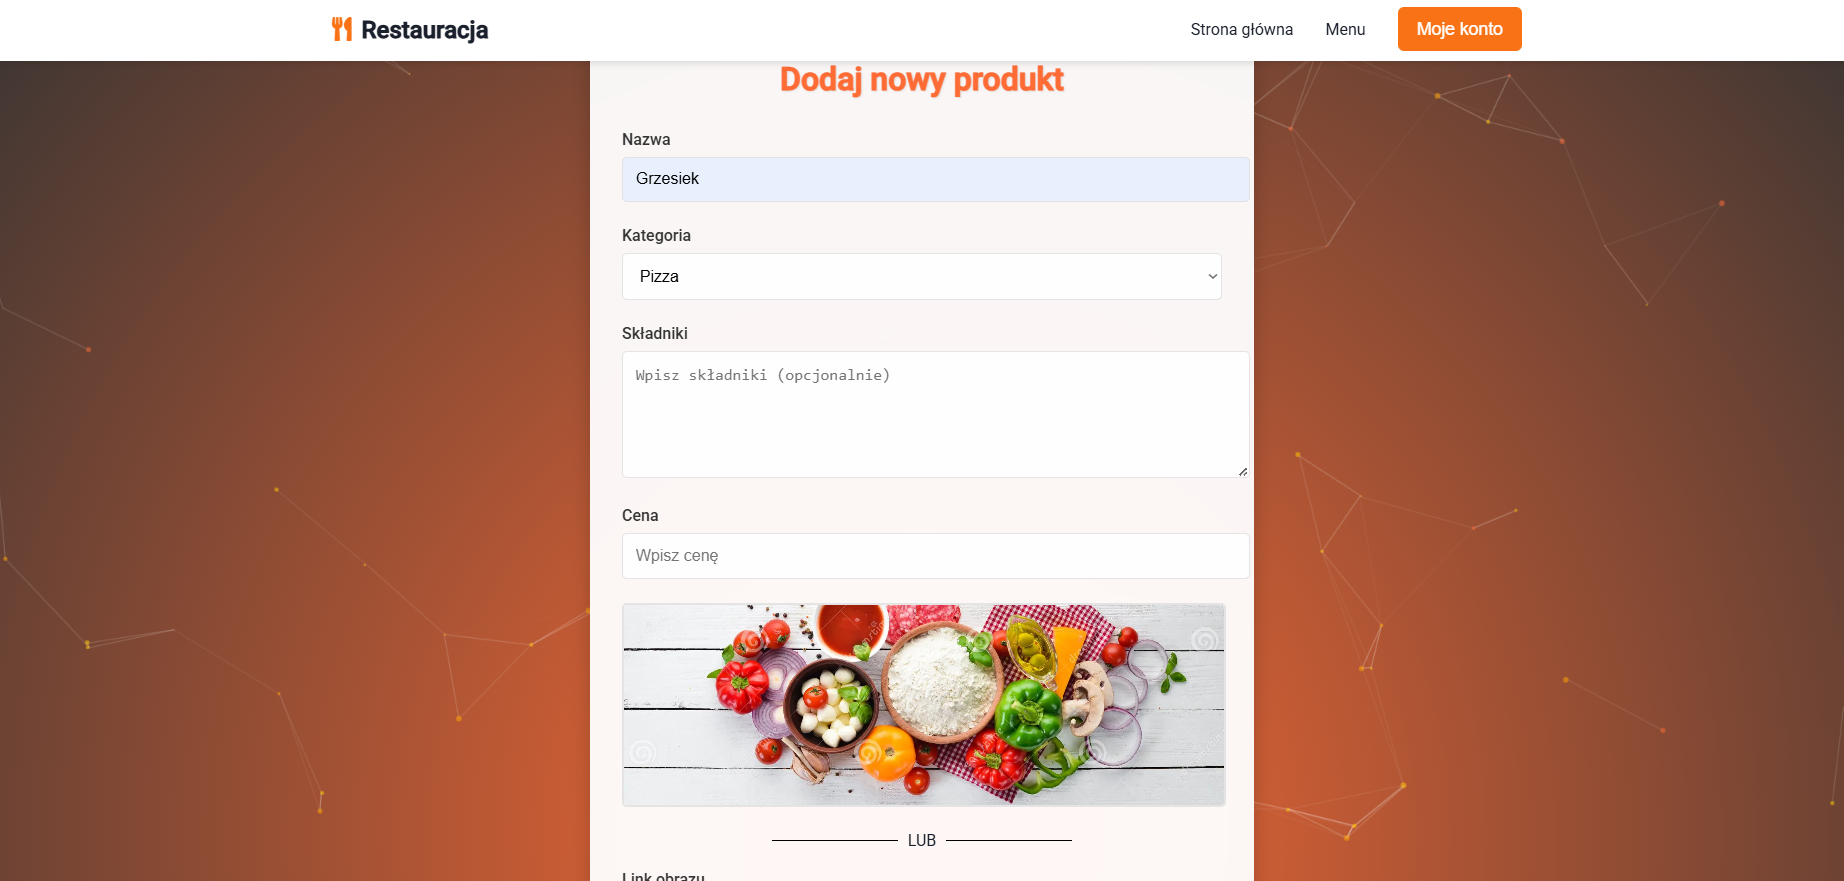 Restauracja
Strona główna
Menu
Moje konto
Dodaj nowy produkt
Nazwa
Grzesiek
Kategoria
Pizza
Składniki
Wpisz składniki (opcjonalnie)
Cena
Wpisz cenę
LUB
Link obrazu